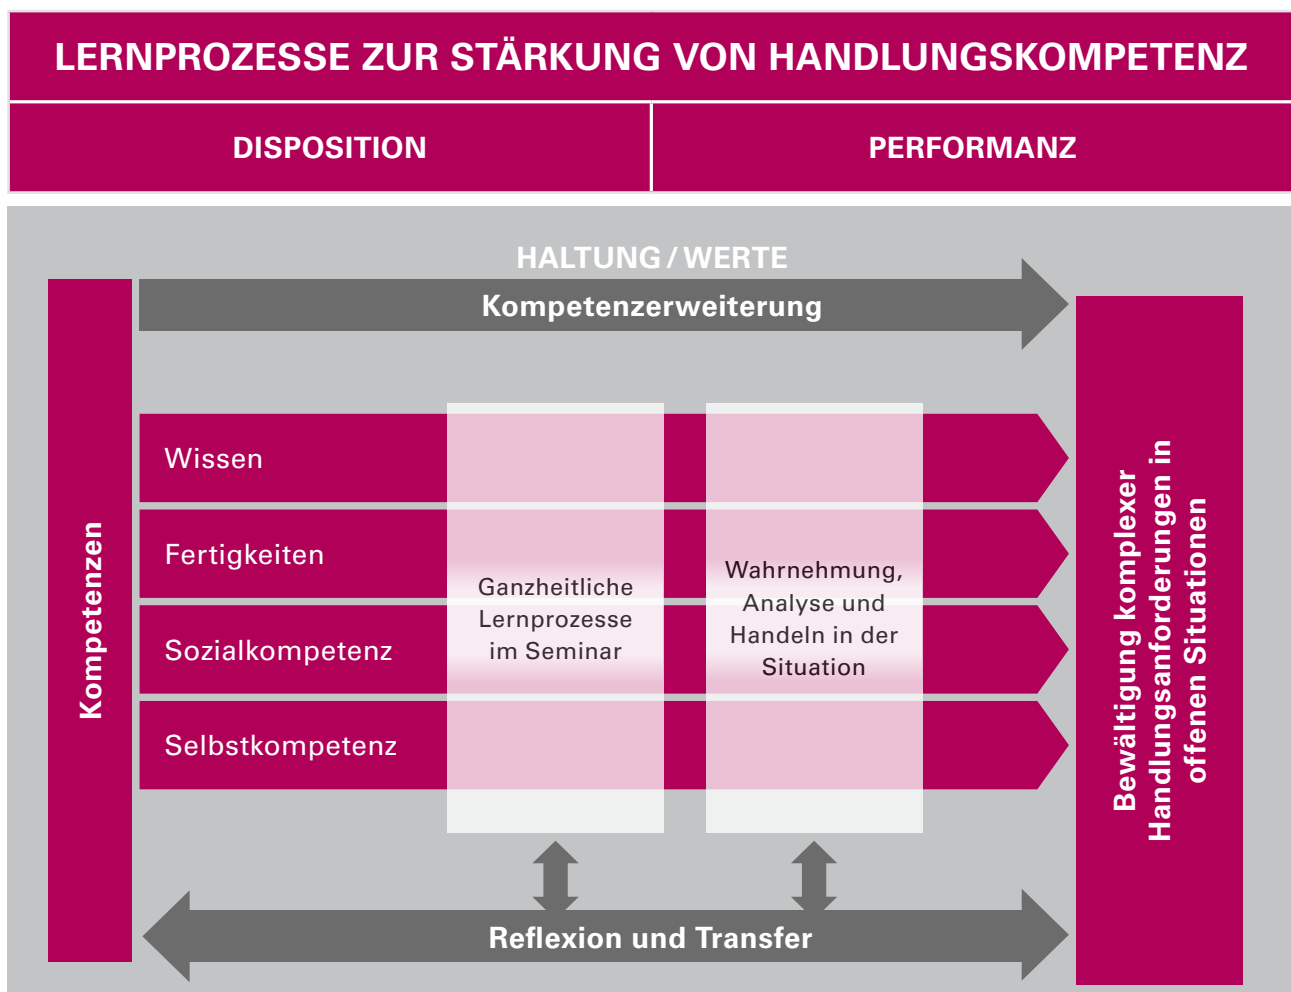 LERNPROZESSE ZUR STÄRKUNG VON HANDLUNGSKOMPETENZ
DISPOSITION
PERFORMANZ
HALTUNG / WERTE
Kompetenzerweiterung
Kompetenzen
Wissen
Fertigkeiten
Sozialkompetenz
Selbstkompetenz
Ganzheitliche
Lernprozesse
im Seminar
Wahrnehmung,
Analyse und
Handeln in der
Situation
Bewältigung komplexer
Handlungsanforderungen in
offenen Situationen
Reflexion und Transfer